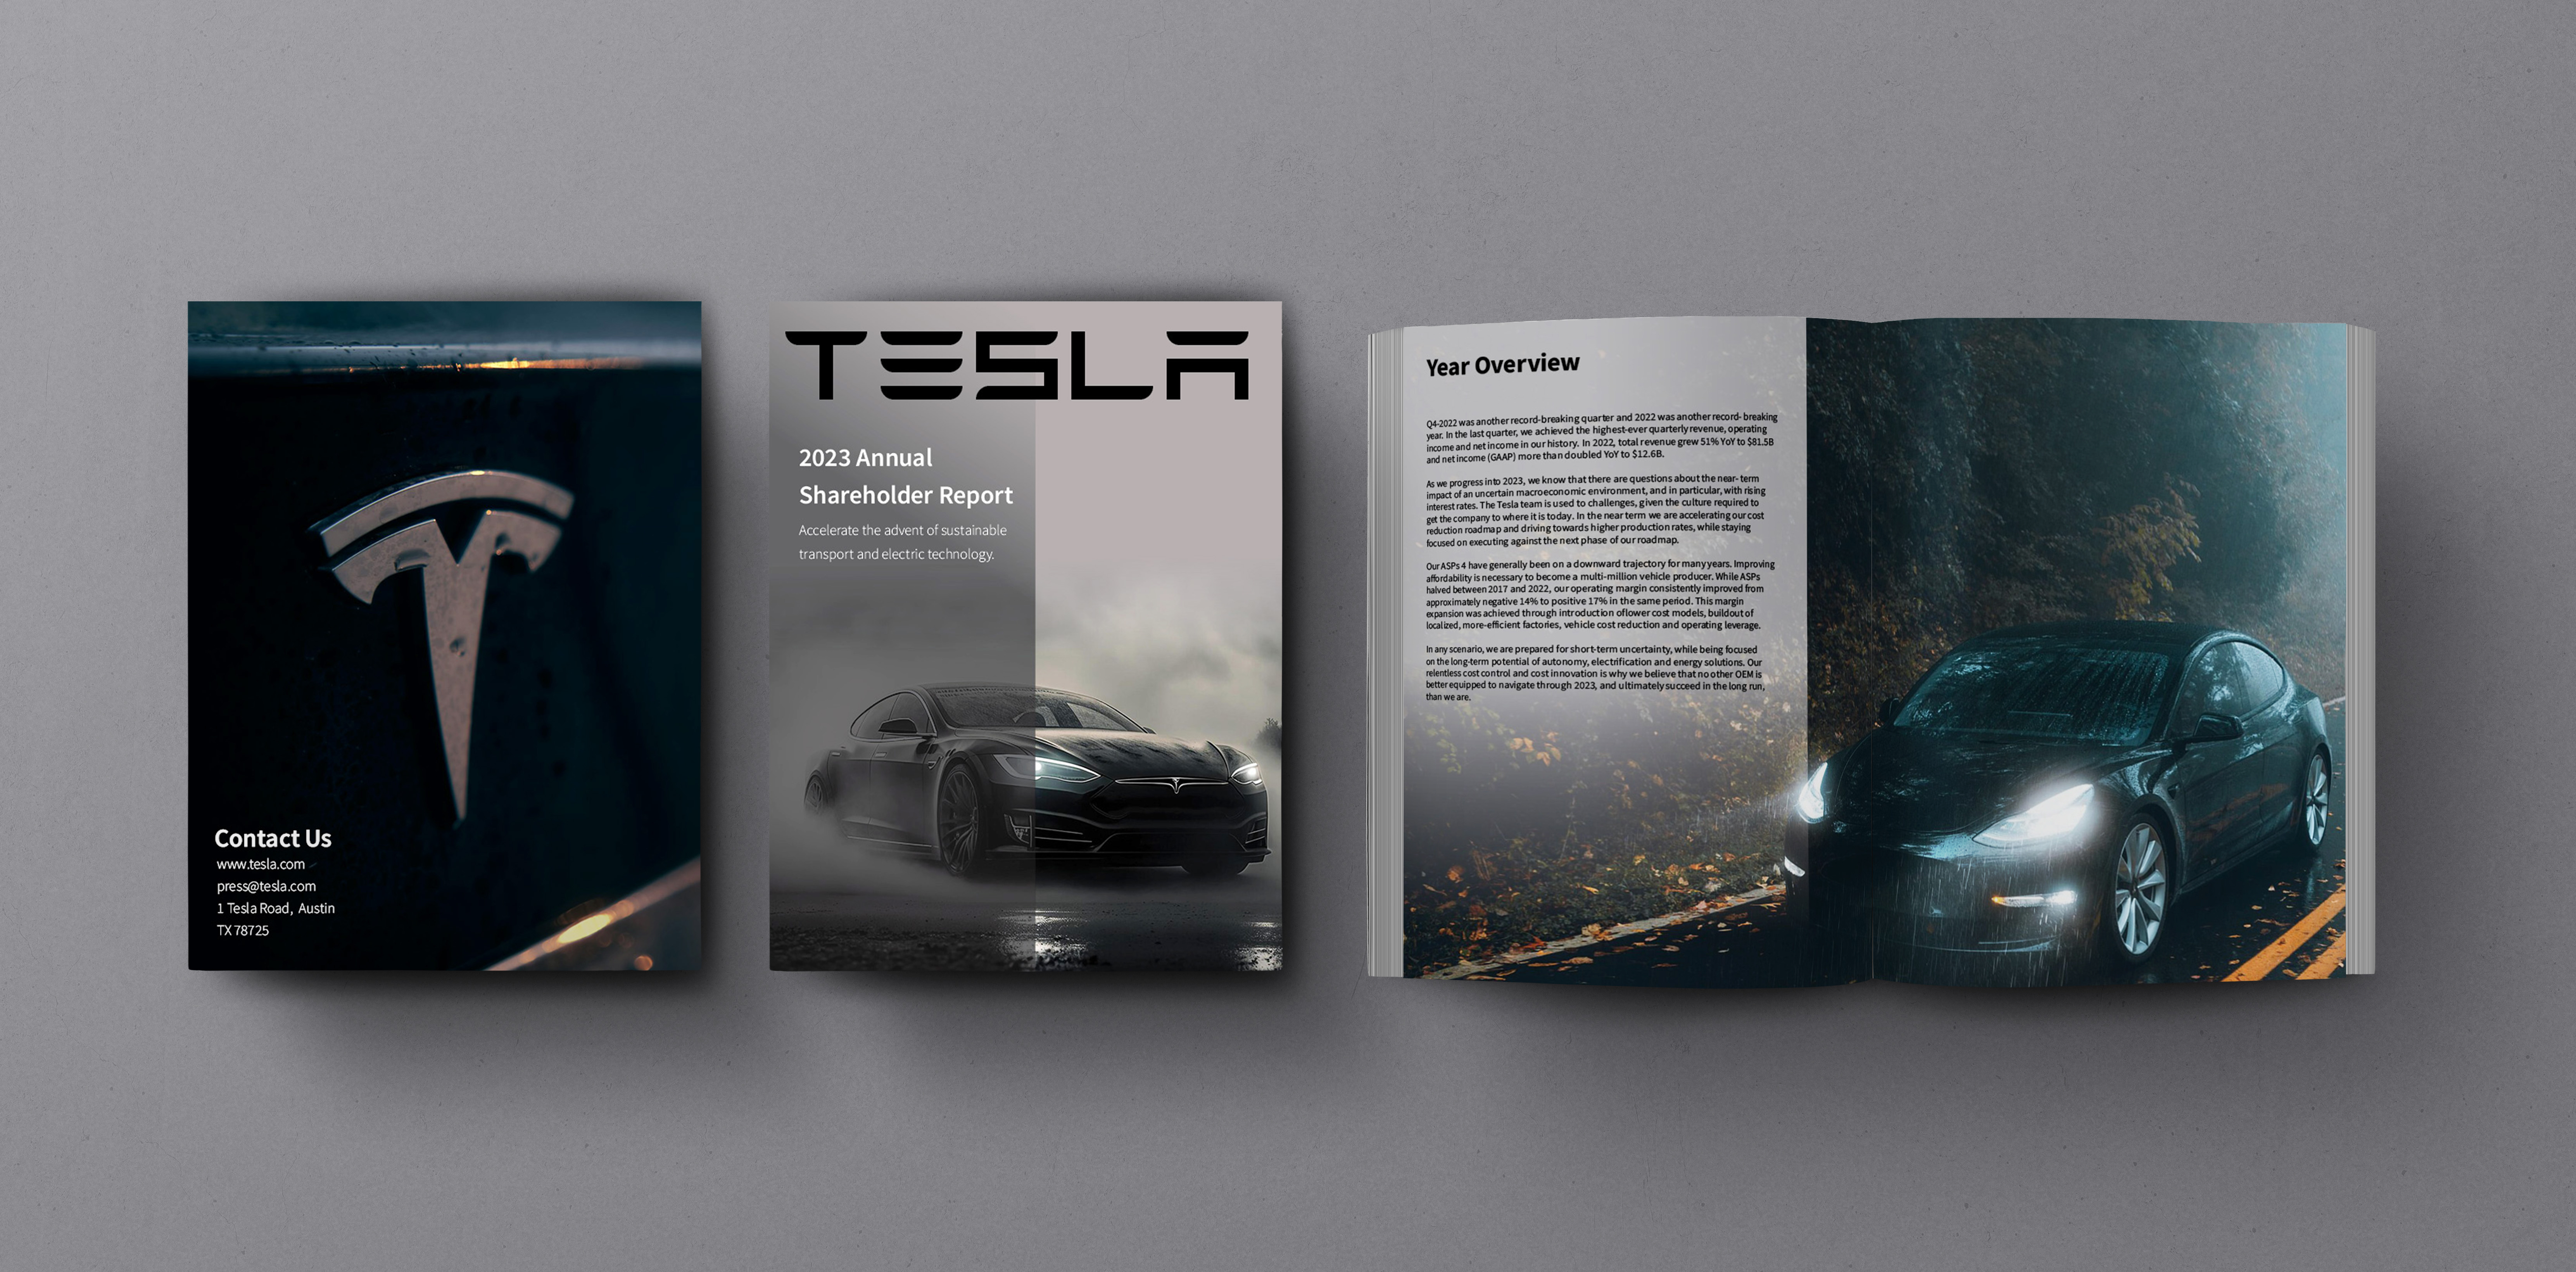 Contact Us
www.tesla.com
press@tesla.com
1 Tesla Road, Austin
TX 78725
TESLA
2023 Annual
Shareholder Report
Accelerate the advent of sustainable
transport and electric technology.
Year Overview
Q4-2022 was another record-breaking quarter and 2022 was another record- breaking
year. In the last quarter, we achieved the highest-ever quarterly revenue, operating
income and net income in our history. In 2022, total revenue grew 51% YoY to $81.5B
and net income (GAAP) more than doubled YoY to $12.6B.
As we progress into 2023, we know that there are questions about the near- term
impact of an uncertain macroeconomic environment, and in particular, with rising
interest rates. The Tesla team is used to challenges, given the culture required to
get the company to where it is today. In the near term we are accelerating our cost
reduction roadmap and driving towards higher production rates, while staying
focused on executing against the next phase of our roadmap.
Our ASPs 4 have generally been on a downward trajectory for many years. Improving
affordability is necessary to become a multi-million vehicle producer. While ASPs
halved between 2017 and 2022, our operating margin consistently improved from
approximately negative 14% to positive 17% in the same period. This margin
expansion was achieved through introduction oflower cost models, buildout of
localized, more-efficient factories, vehicle cost reduction and operating leverage.
In any scenario, we are prepared for short-term uncertainty, while being focused
on the long-term potential of autonomy, electrification and energy solutions. Our
relentless cost control and cost innovation is why we believe that no other OEM is
better equipped to navigate through 2023, and ultimately succeed in the long run,
than we are.